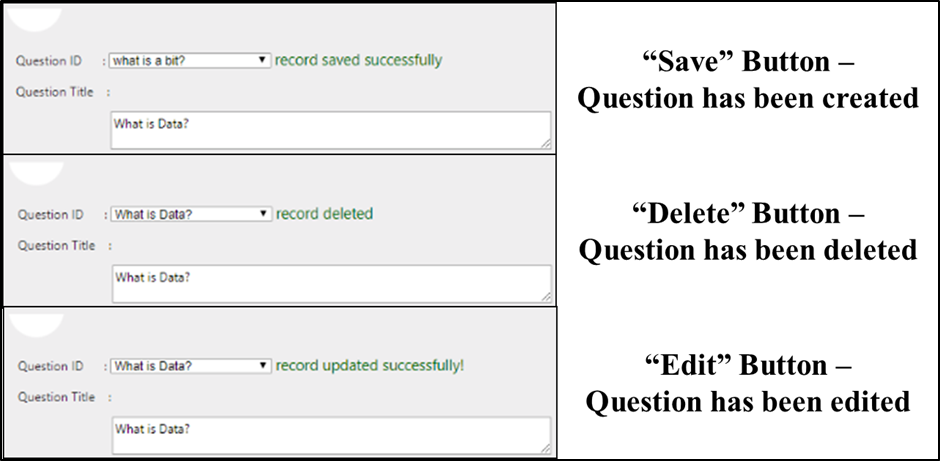 Question ID : what is a bit? record saved successfully
Question Title :
What is Data?
“Save” Button –
Question has been created
Question ID : What is Data? record deleted
Question Title :
What is Data?
“Delete” Button –
Question has been deleted
Question ID : What is Data? record updated successfully!
Question Title :
What is Data?
“Edit” Button –
Question has been edited